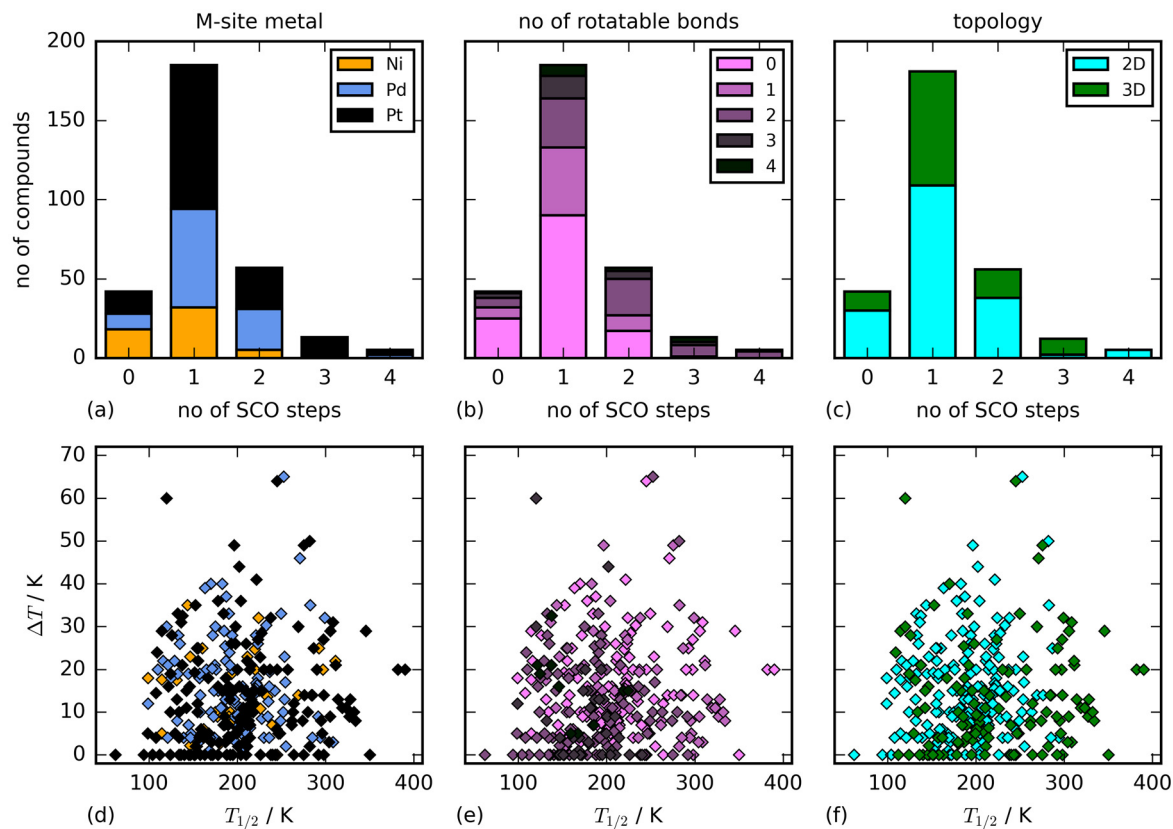 M-site metal
no of rotatable bonds
topology
no of compounds
200
150
100
50
0
Ni
Pd
Pt
0 1 2 3 4
(a) no of SCO steps
0
1
2
3
4
0 1 2 3 4
(b) no of SCO steps
2D
3D
0 1 2 3 4
(c) no of SCO steps
ΔT / K
70
60
50
40
30
20
10
0
100 200 300 400
(d) T1/2 / K
100 200 300 400
(e) T1/2 / K
100 200 300 400
(f) T1/2 / K